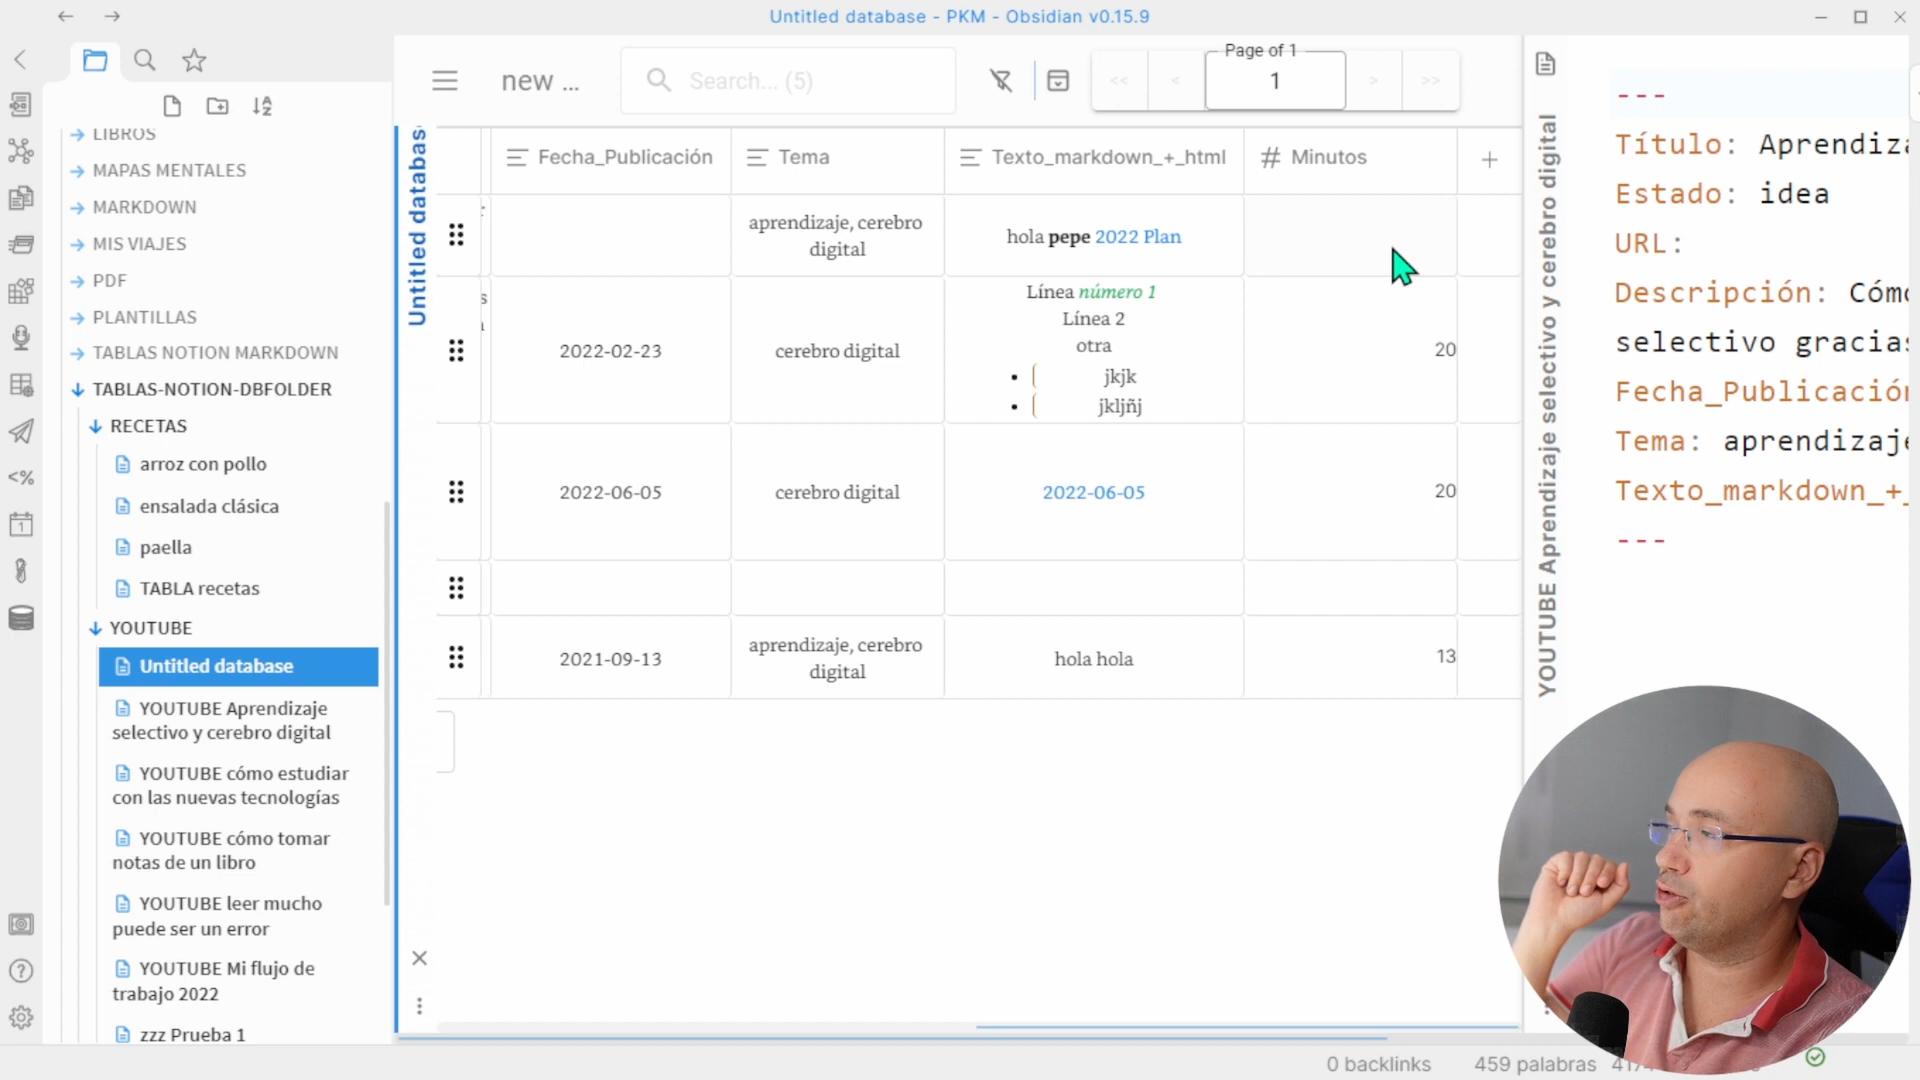 Untitled database - PKM - Obsidian v0.15.9
LIBROS
MAPAS MENTALES
MARKDOWN
MIS VIAJES
PDF
PLANTILLAS
TABLAS NOTION MARKDOWN
TABLAS-NOTION-DBFOLDER
RECETAS
arroz con pollo
ensalada clásica
paella
TABLA recetas
YOUTUBE
Untitled database
YOUTUBE Aprendizaje
selectivo y cerebro digital
YOUTUBE cómo estudiar
con las nuevas tecnologías
YOUTUBE cómo tomar
notas de un libro
YOUTUBE leer mucho
puede ser un error
YOUTUBE Mi flujo de
trabajo 2022
zzz Prueba 1
Untitled databas
new ...
Search... (5)
<< <
Page of 1
1
> >>
Fecha_Publicación
Tema
Texto_markdown_+_html
# Minutos
+
aprendizaje, cerebro
digital
hola pepe 2022 Plan
2022-02-23
cerebro digital
Línea número 1
Línea 2
otra
• jkjk
• jkljñj
20
2022-06-05
cerebro digital
2022-06-05
20
2021-09-13
aprendizaje, cerebro
digital
hola hola
13
YOUTUBE Aprendizaje selectivo y cerebro digital
---
Título: Aprendiza
Estado: idea
URL:
Descripción: Cómo
selectivo gracias
Fecha_Publicación
Tema: aprendizaje
Texto_markdown_+_
---
0 backlinks
459 palabras